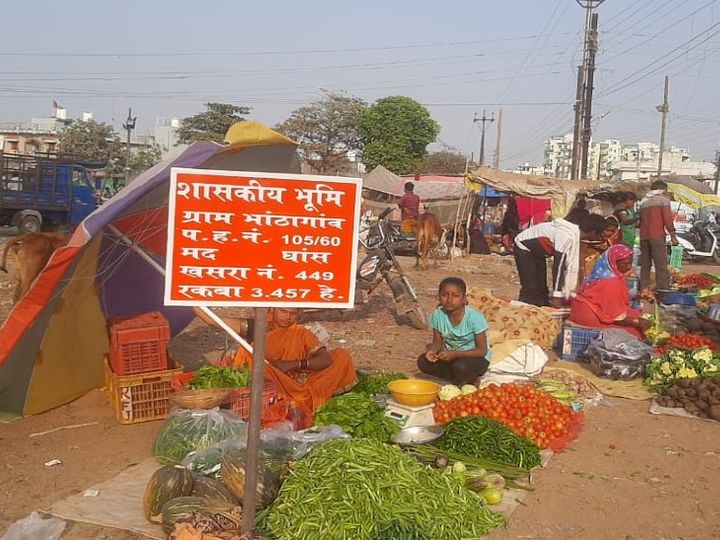 शासकीय भूमि
ग्राम भांठागांव
प.ह.नं. 105/60
मद घांस
खसरा नं. 449
रकबा 3.457 हे.